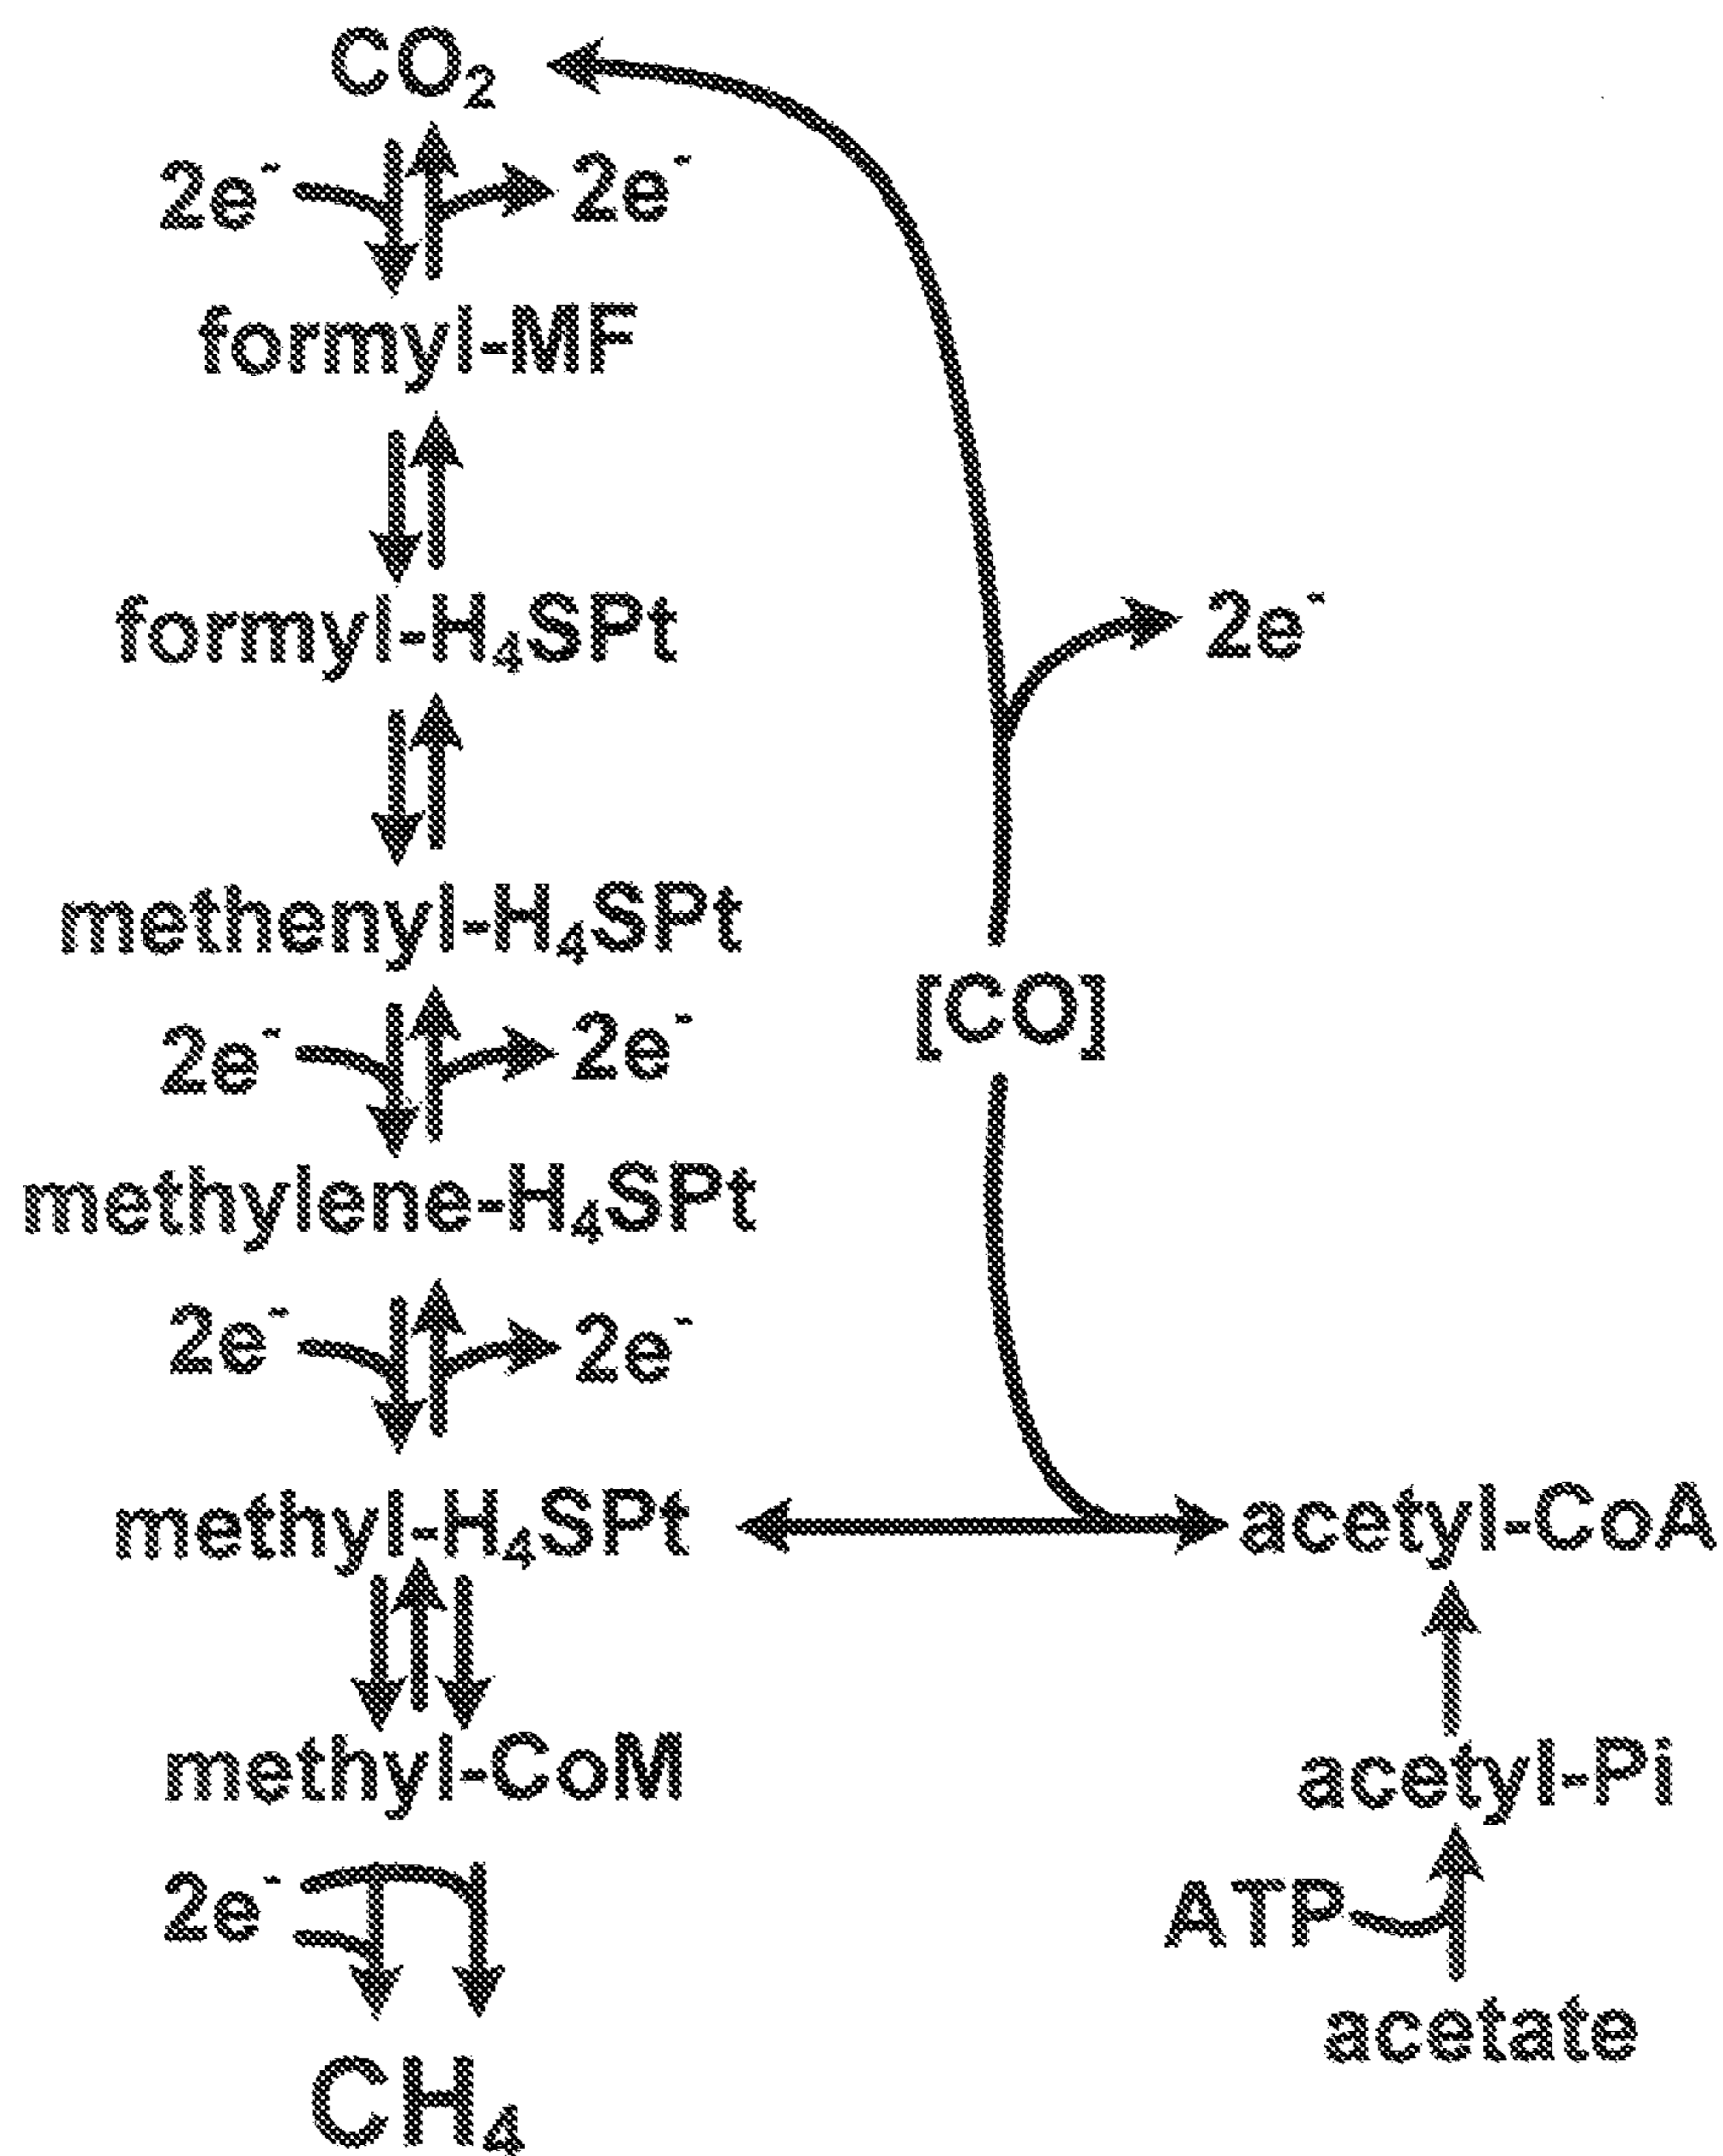 CO₂
2e⁻ 2e⁻
formyl-MF
formyl-H₄SPt
2e⁻
methenyl-H₄SPt
[CO]
2e⁻ 2e⁻
methylene-H₄SPt
2e⁻ 2e⁻
methyl-H₄SPt acetyl-CoA
methyl-CoM acetyl-Pi
2e⁻ ATP
acetate
CH₄